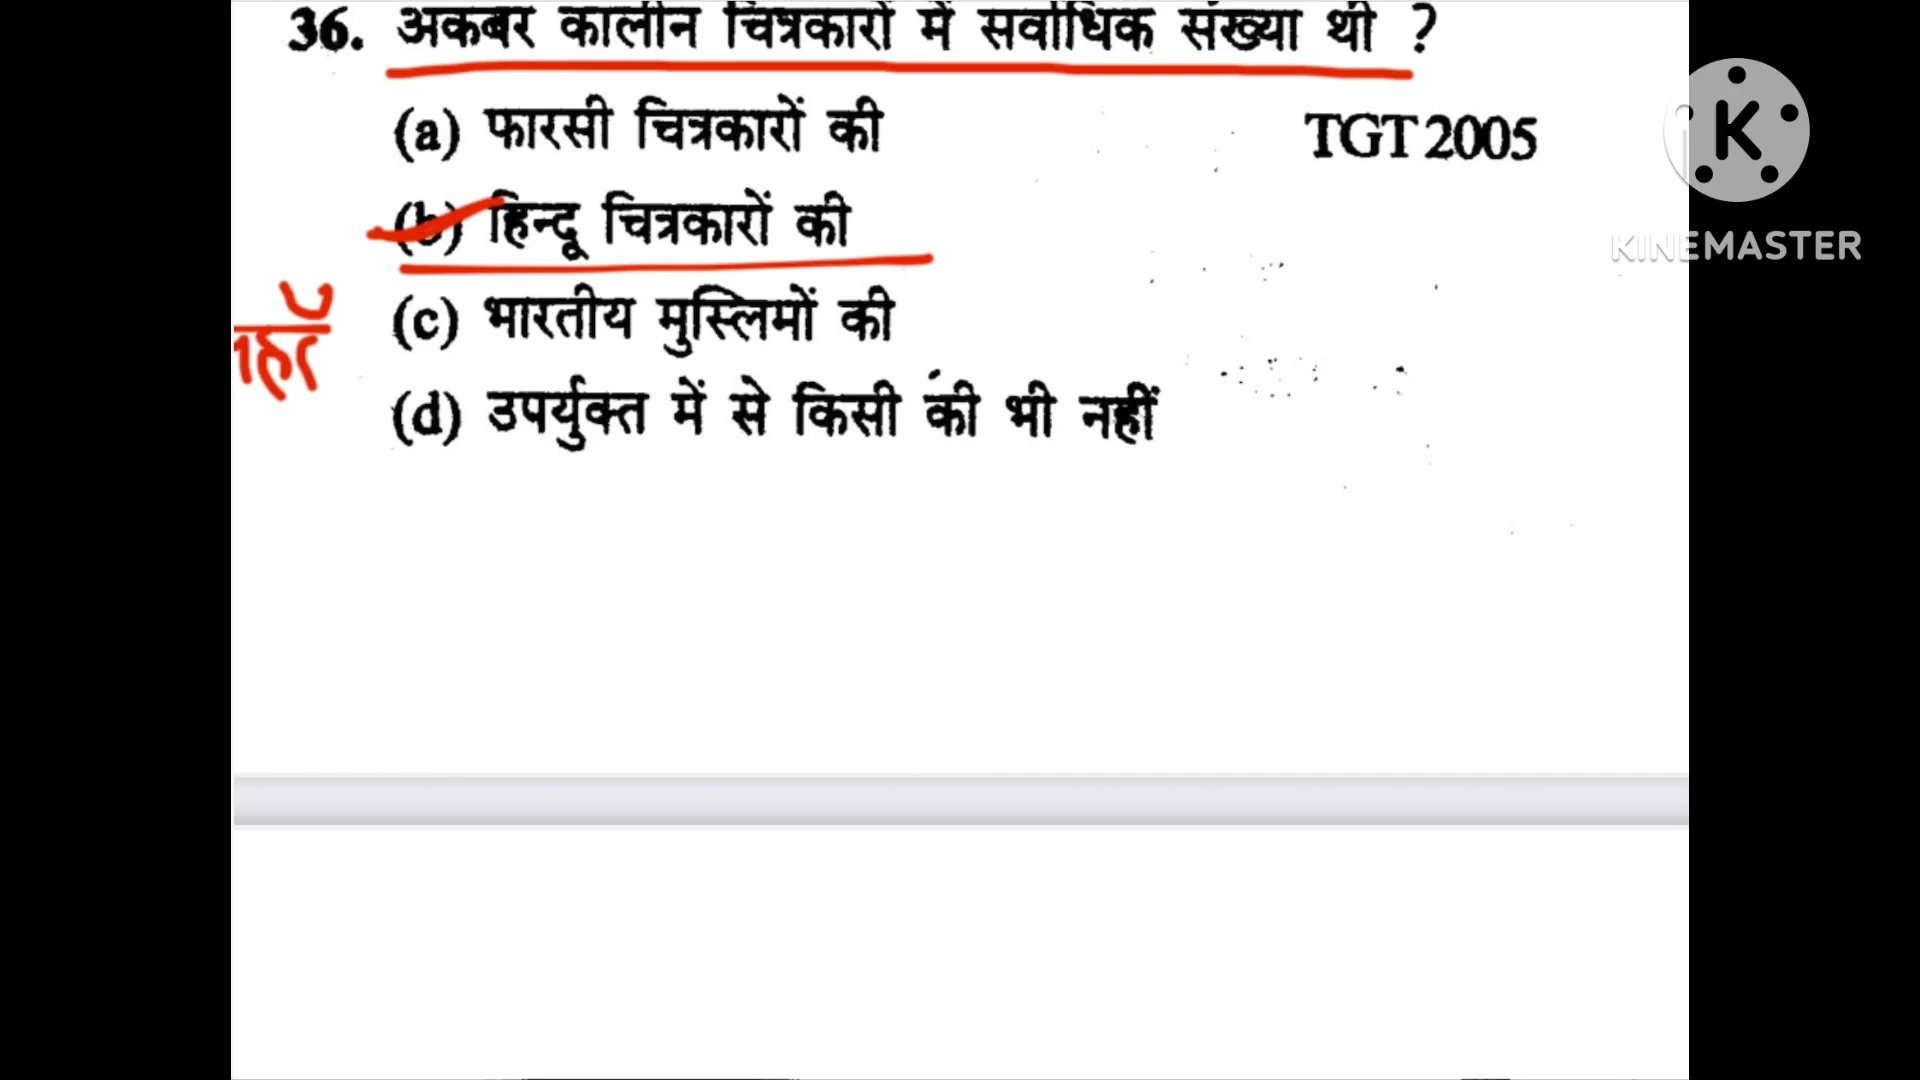 36. अकबर कालीन चित्रकारों में सर्वाधिक संख्या थी ?
(a) फारसी चित्रकारों की TGT 2005
(b) हिन्दू चित्रकारों की
(c) भारतीय मुस्लिमों की
(d) उपर्युक्त में से किसी की भी नहीं
K
KINEMASTER